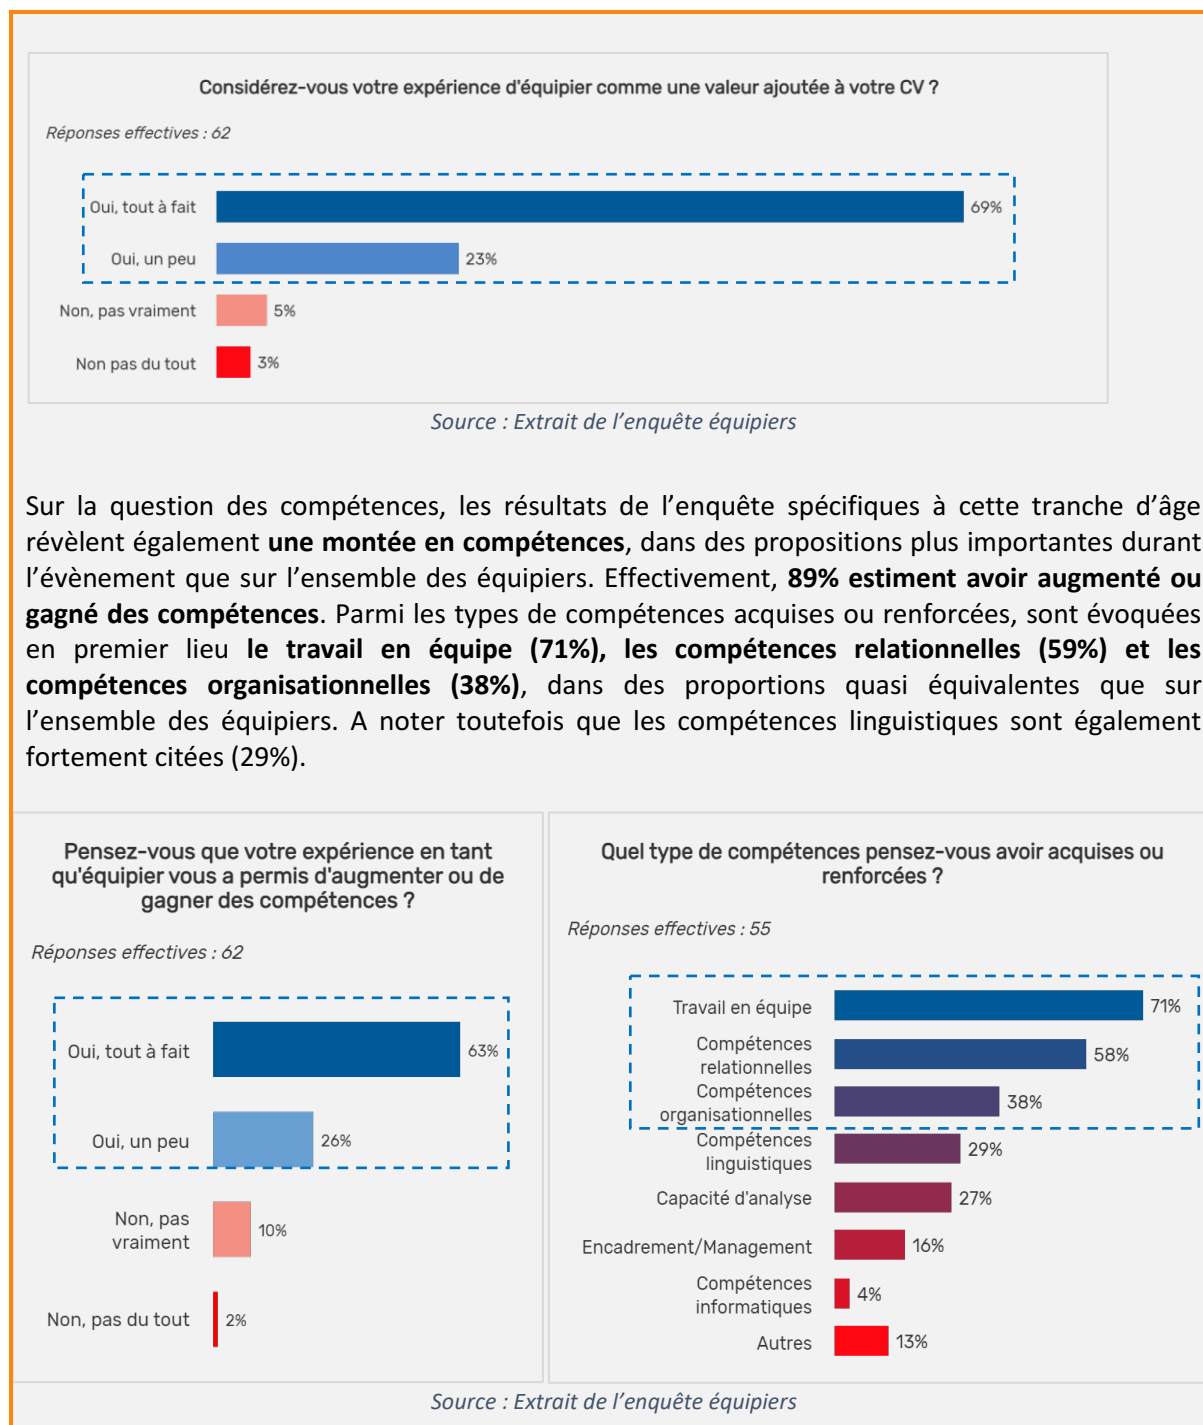 Considérez-vous votre expérience d'équipier comme une valeur ajoutée à votre CV ?
Réponses effectives : 62
Oui, tout à fait 69%
Oui, un peu 23%
Non, pas vraiment 5%
Non pas du tout 3%
Source : Extrait de l’enquête équipiers
Sur la question des compétences, les résultats de l’enquête spécifiques à cette tranche d’âge
révèlent également une montée en compétences, dans des propositions plus importantes durant
l’évènement que sur l’ensemble des équipiers. Effectivement, 89% estiment avoir augmenté ou
gagné des compétences. Parmi les types de compétences acquises ou renforcées, sont évoquées
en premier lieu le travail en équipe (71%), les compétences relationnelles (59%) et les
compétences organisationnelles (38%), dans des proportions quasi équivalentes que sur
l’ensemble des équipiers. A noter toutefois que les compétences linguistiques sont également
fortement citées (29%).
Pensez-vous que votre expérience en tant
qu'équipier vous a permis d'augmenter ou de
gagner des compétences ?
Réponses effectives : 62
Oui, tout à fait 63%
Oui, un peu 26%
Non, pas
vraiment 10%
Non, pas du tout 2%
Quel type de compétences pensez-vous avoir acquises ou
renforcées ?
Réponses effectives : 55
Travail en équipe 71%
Compétences
relationnelles 58%
Compétences
organisationnelles 38%
Compétences
linguistiques 29%
Capacité d'analyse 27%
Encadrement/Management 16%
Compétences
informatiques 4%
Autres 13%
Source : Extrait de l’enquête équipiers